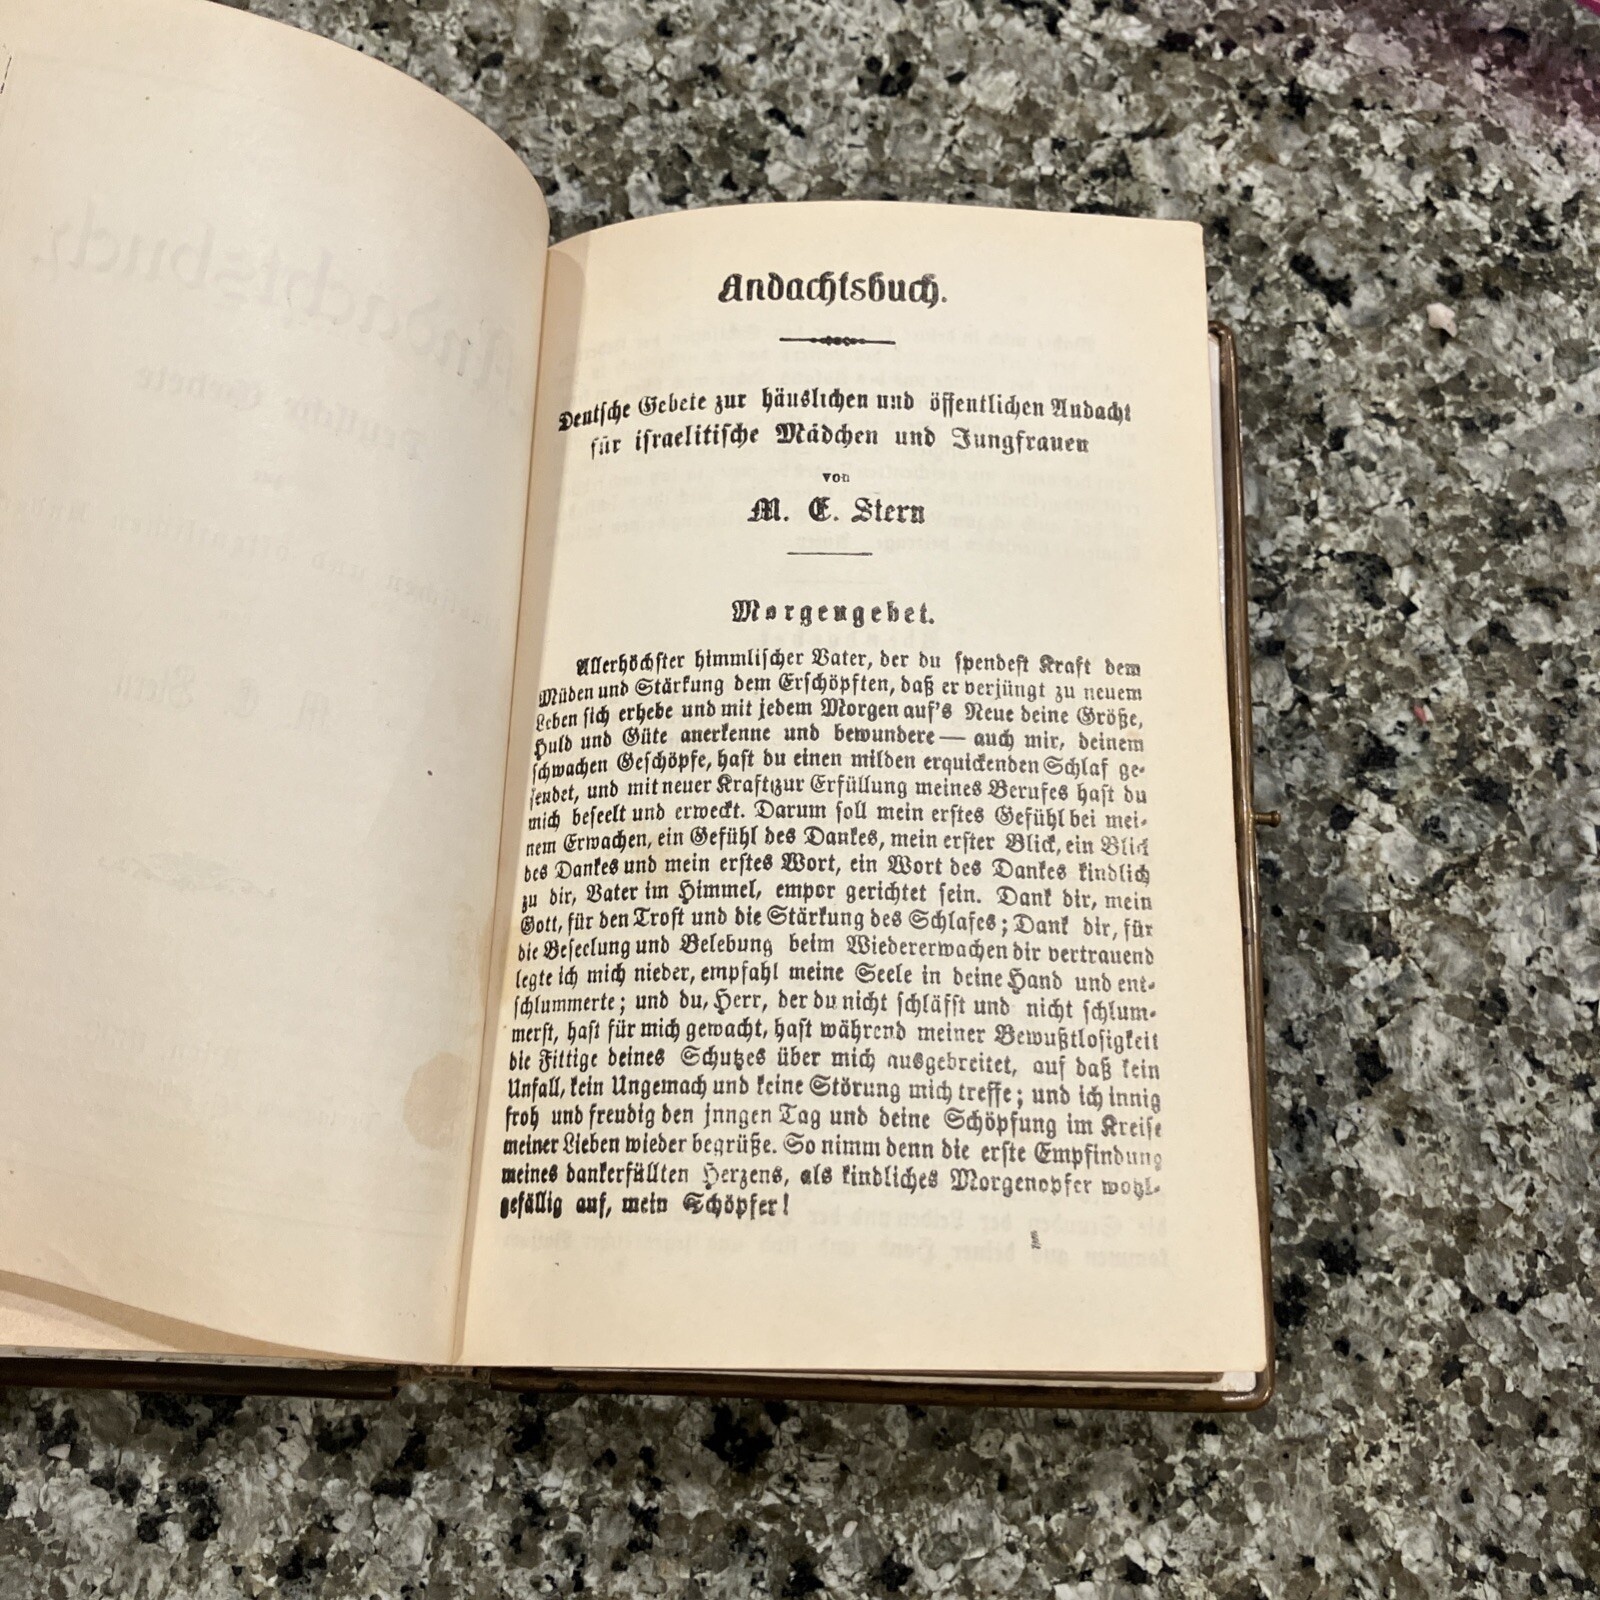 Andachtsbuch.
Deutsche Gebete zur häuslichen und öffentlichen Andacht
für israelitische Mädchen und Jungfrauen
von
M. E. Stern
Morgengebet.
Allerhöchster himmlischer Vater, der du spendest Kraft dem
Müden und Stärkung dem Erschöpften, daß er verjüngt zu neuem
Leben sich erhebe und mit jedem Morgen auf's Neue deine Größe,
Huld und Güte anerkenne und bewundere — auch mir, deinem
schwachen Geschöpfe, hast du einen milden erquickenden Schlaf ge-
sendet, und mit neuer Kraft zur Erfüllung meines Berufes hast du
mich beseelt und erweckt. Darum soll mein erstes Gefühl bei mei-
nem Erwachen, ein Gefühl des Dankes, mein erster Blick, ein Blick
des Dankes und mein erstes Wort, ein Wort des Dankes kindlich
zu dir, Vater im Himmel, empor gerichtet sein. Dank dir, mein
Gott, für den Trost und die Stärkung des Schlafes; Dank dir, für
die Beseelung und Belebung beim Wiedererwachen dir vertrauend
legte ich mich nieder, empfahl meine Seele in deine Hand und ent-
schlummerte; und du, Herr, der du nicht schläfst und nicht schlum-
merst, hast für mich gewacht, hast während meiner Bewußtlosigkeit
die Fittige deines Schutzes über mich ausgebreitet, auf daß kein
Unfall, kein Ungemach und keine Störung mich treffe; und ich innig
froh und freudig den jnngen Tag und deine Schöpfung im Kreise
meiner Lieben wieder begrüße. So nimm denn die erste Empfindung
meines dankerfüllten Herzens, als kindliches Morgenopfer wohl-
gefällig auf, mein Schöpfer!